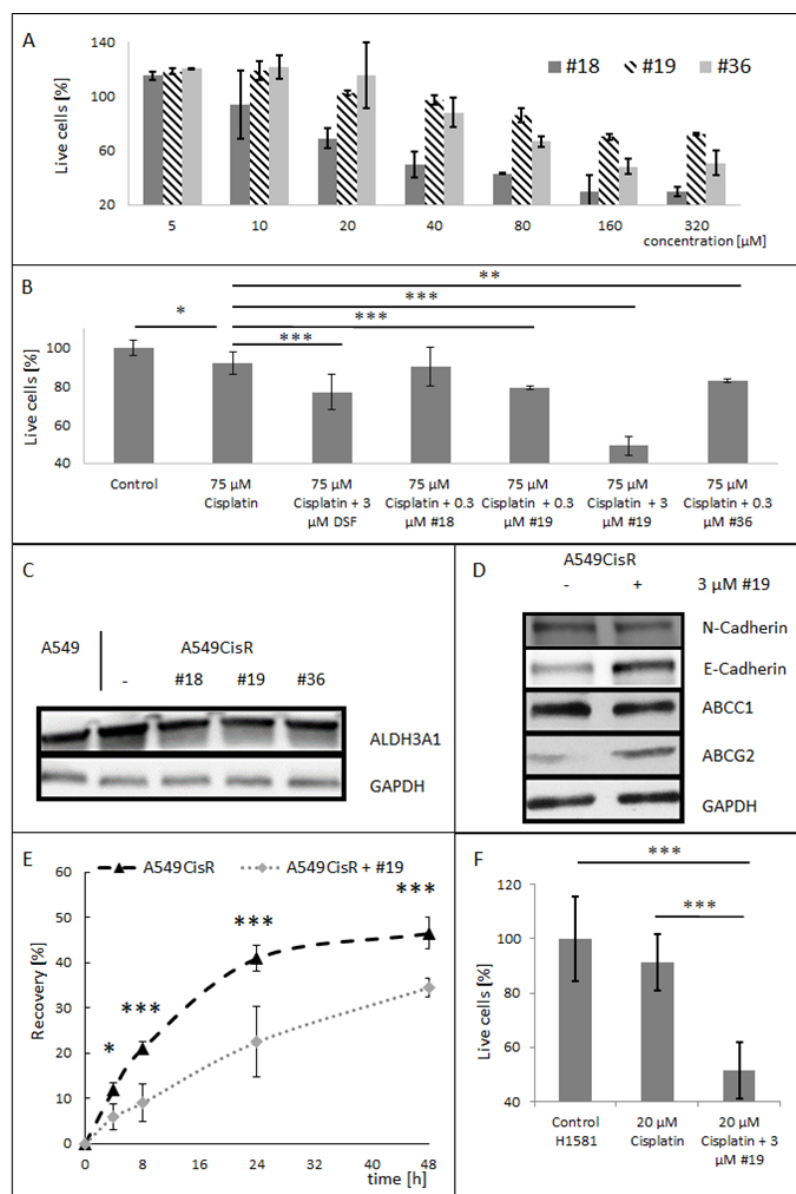 A
#18 #19 #36
Live cells [%]
140
100
60
20
5 10 20 40 80 160 320
concentration [µM]
B
**
***
***
* ***
Live cells [%]
100
80
60
40
Control
75 µM
Cisplatin
75 µM
Cisplatin + 3
µM DSF
75 µM
Cisplatin + 0.3
µM #18
75 µM
Cisplatin + 0.3
µM #19
75 µM
Cisplatin + 3
µM #19
75 µM
Cisplatin + 0.3
µM #36
C
A549 A549CisR
- #18 #19 #36
ALDH3A1
GAPDH
D
A549CisR
- + 3 µM #19
N-Cadherin
E-Cadherin
ABCC1
ABCG2
GAPDH
E
A549CisR A549CisR + #19
Recovery [%]
60
50
40
30
20
10
0
* *** *** ***
0 8 16 24 32 40 48
time [h]
F
***
***
Live cells [%]
120
100
80
60
40
Control
H1581
20 µM
Cisplatin
20 µM
Cisplatin + 3
µM #19